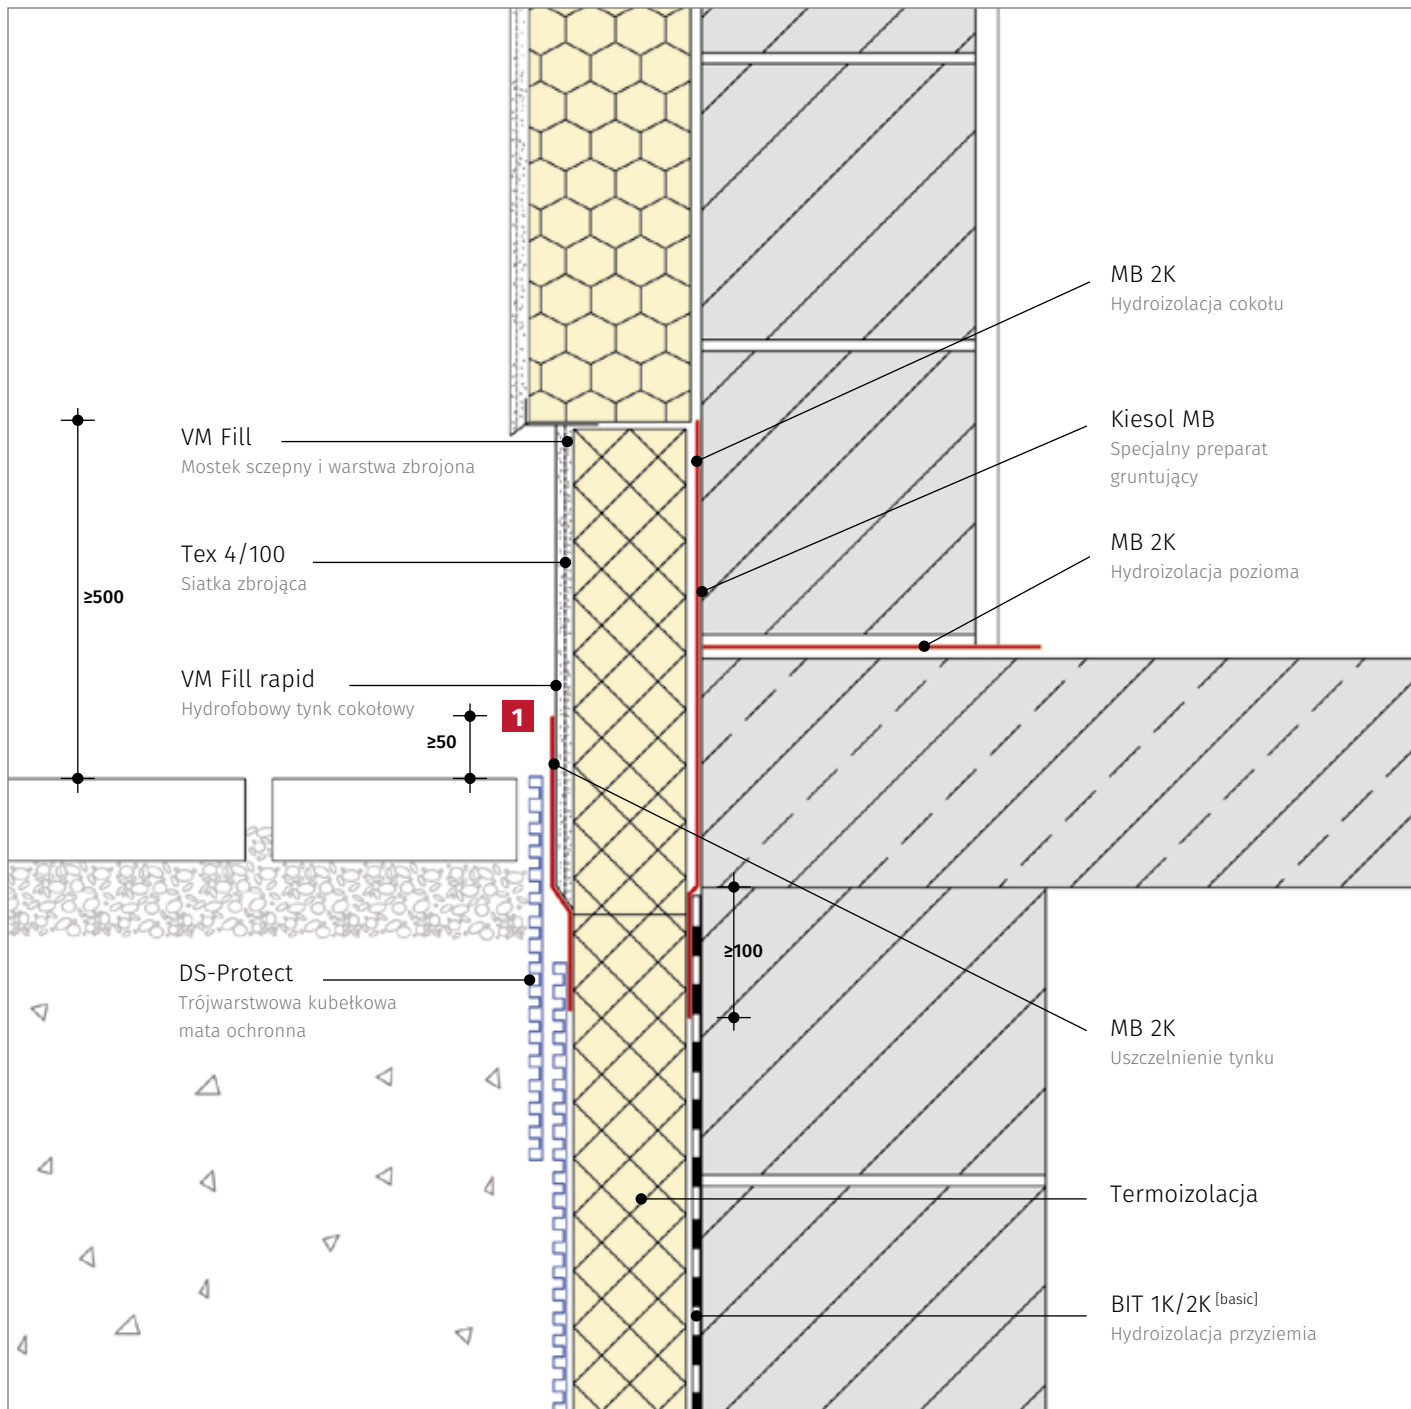 MB 2K
Hydroizolacja cokołu
Kiesol MB
Specjalny preparat
gruntujący
VM Fill
Mostek sczepny i warstwa zbrojona
MB 2K
Hydroizolacja pozioma
Tex 4/100
Siatka zbrojąca
≥500
VM Fill rapid
Hydrofobowy tynk cokołowy
1
≥50
≥100
DS-Protect
Trójwarstwowa kubełkowa
mata ochronna
MB 2K
Uszczelnienie tynku
Termoizolacja
BIT 1K/2K [basic]
Hydroizolacja przyziemia